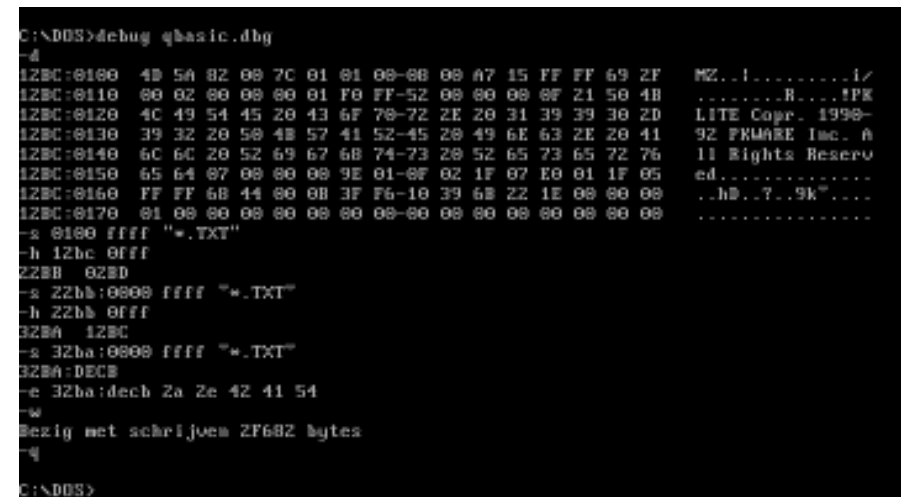 C:\DOS>debug qbasic.dbg
-d
12BC:0100  4D 5A 82 00 7C 01 01 00-08 00 A7 15 FF FF 69 2F   MZ..|.........i/
12BC:0110  00 02 00 00 00 01 F0 FF-52 00 00 00 0F 21 50 4B   ........R....!PK
12BC:0120  4C 49 54 45 20 43 6F 70-72 2E 20 31 39 39 30 2D   LITE Copr. 1990-
12BC:0130  39 32 20 50 4B 57 41 52-45 20 49 6E 63 2E 20 41   92 PKWARE Inc. A
12BC:0140  6C 6C 20 52 69 67 68 74-73 20 52 65 73 65 72 76   ll Rights Reserv
12BC:0150  65 64 07 00 00 00 9E 01-0F 02 1F 07 E0 01 1F 05   ed..............
12BC:0160  FF FF 68 44 00 0B 3F F6-10 39 6B 22 1E 00 00 00   ..hD..?..9k"....
12BC:0170  01 00 00 00 00 00 00 00-00 00 00 00 00 00 00 00   ................
-s 0100 ffff "*.TXT"
-h 12bc 0fff
22BB  02BD
-s 22bb:0000 ffff "*.TXT"
-h 22bb 0fff
32BA  12BC
-s 32ba:0000 ffff "*.TXT"
32BA:DECB
-e 32ba:decb 2a 2e 42 41 54
-w
Bezig met schrijven 2F682 bytes
-q
C:\DOS>